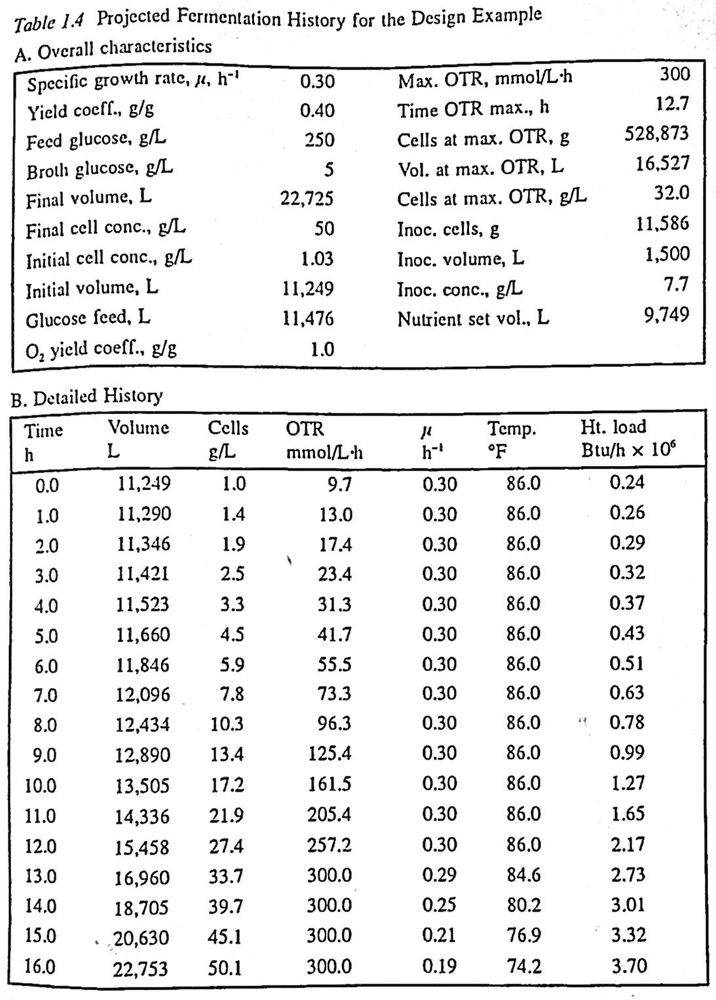 Table 1.4 Projected Fermentation History for the Design Example
A. Overall characteristics
Specific growth rate, μ, h⁻¹ 0.30 Max. OTR, mmol/L·h 300
Yield coeff., g/g 0.40 Time OTR max., h 12.7
Feed glucose, g/L 250 Cells at max. OTR, g 528,873
Broth glucose, g/L 5 Vol. at max. OTR, L 16,527
Final volume, L 22,725 Cells at max. OTR, g/L 32.0
Final cell conc., g/L 50 Inoc. cells, g 11,586
Initial cell conc., g/L 1.03 Inoc. volume, L 1,500
Initial volume, L 11,249 Inoc. conc., g/L 7.7
Glucose feed, L 11,476 Nutrient set vol., L 9,749
O₂ yield coeff., g/g 1.0
B. Detailed History
Time Volume Cells OTR μ Temp. Ht. load
h L g/L mmol/L·h h⁻¹ °F Btu/h × 10⁶
0.0 11,249 1.0 9.7 0.30 86.0 0.24
1.0 11,290 1.4 13.0 0.30 86.0 0.26
2.0 11,346 1.9 17.4 0.30 86.0 0.29
3.0 11,421 2.5 23.4 0.30 86.0 0.32
4.0 11,523 3.3 31.3 0.30 86.0 0.37
5.0 11,660 4.5 41.7 0.30 86.0 0.43
6.0 11,846 5.9 55.5 0.30 86.0 0.51
7.0 12,096 7.8 73.3 0.30 86.0 0.63
8.0 12,434 10.3 96.3 0.30 86.0 0.78
9.0 12,890 13.4 125.4 0.30 86.0 0.99
10.0 13,505 17.2 161.5 0.30 86.0 1.27
11.0 14,336 21.9 205.4 0.30 86.0 1.65
12.0 15,458 27.4 257.2 0.30 86.0 2.17
13.0 16,960 33.7 300.0 0.29 84.6 2.73
14.0 18,705 39.7 300.0 0.25 80.2 3.01
15.0 20,630 45.1 300.0 0.21 76.9 3.32
16.0 22,753 50.1 300.0 0.19 74.2 3.70